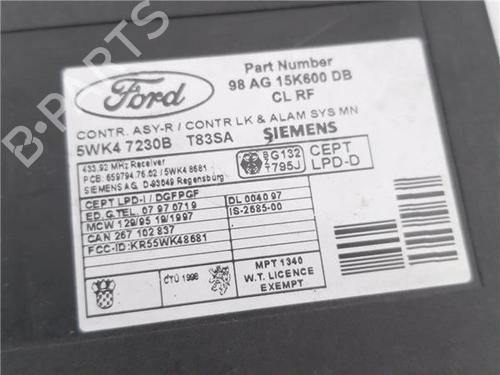 B-PARTS
Ford
Part Number
98 AG 15K600 DB
CL RF
CONTR. ASY-R / CONTR LK & ALAM SYS MN
5WK4 7230B T83SA SIEMENS
433.92 MHz Receiver
PCB: 659794.76.02 / 5WK4 8681
SIEMENS AG, D-93049 Regensburg
8G132
T795J
CEPT
LPD-D
CEPT LPD-I / DGFPGF
ED.G.TEL. 07 97 0719
MCW 129/95 19/1997
CAN 267 102 837
FCC-ID: KR55WK48681
DL 0040 97
IS-2685-00
ČTÚ 1998
MPT 1340
W.T. LICENCE
EXEMPT